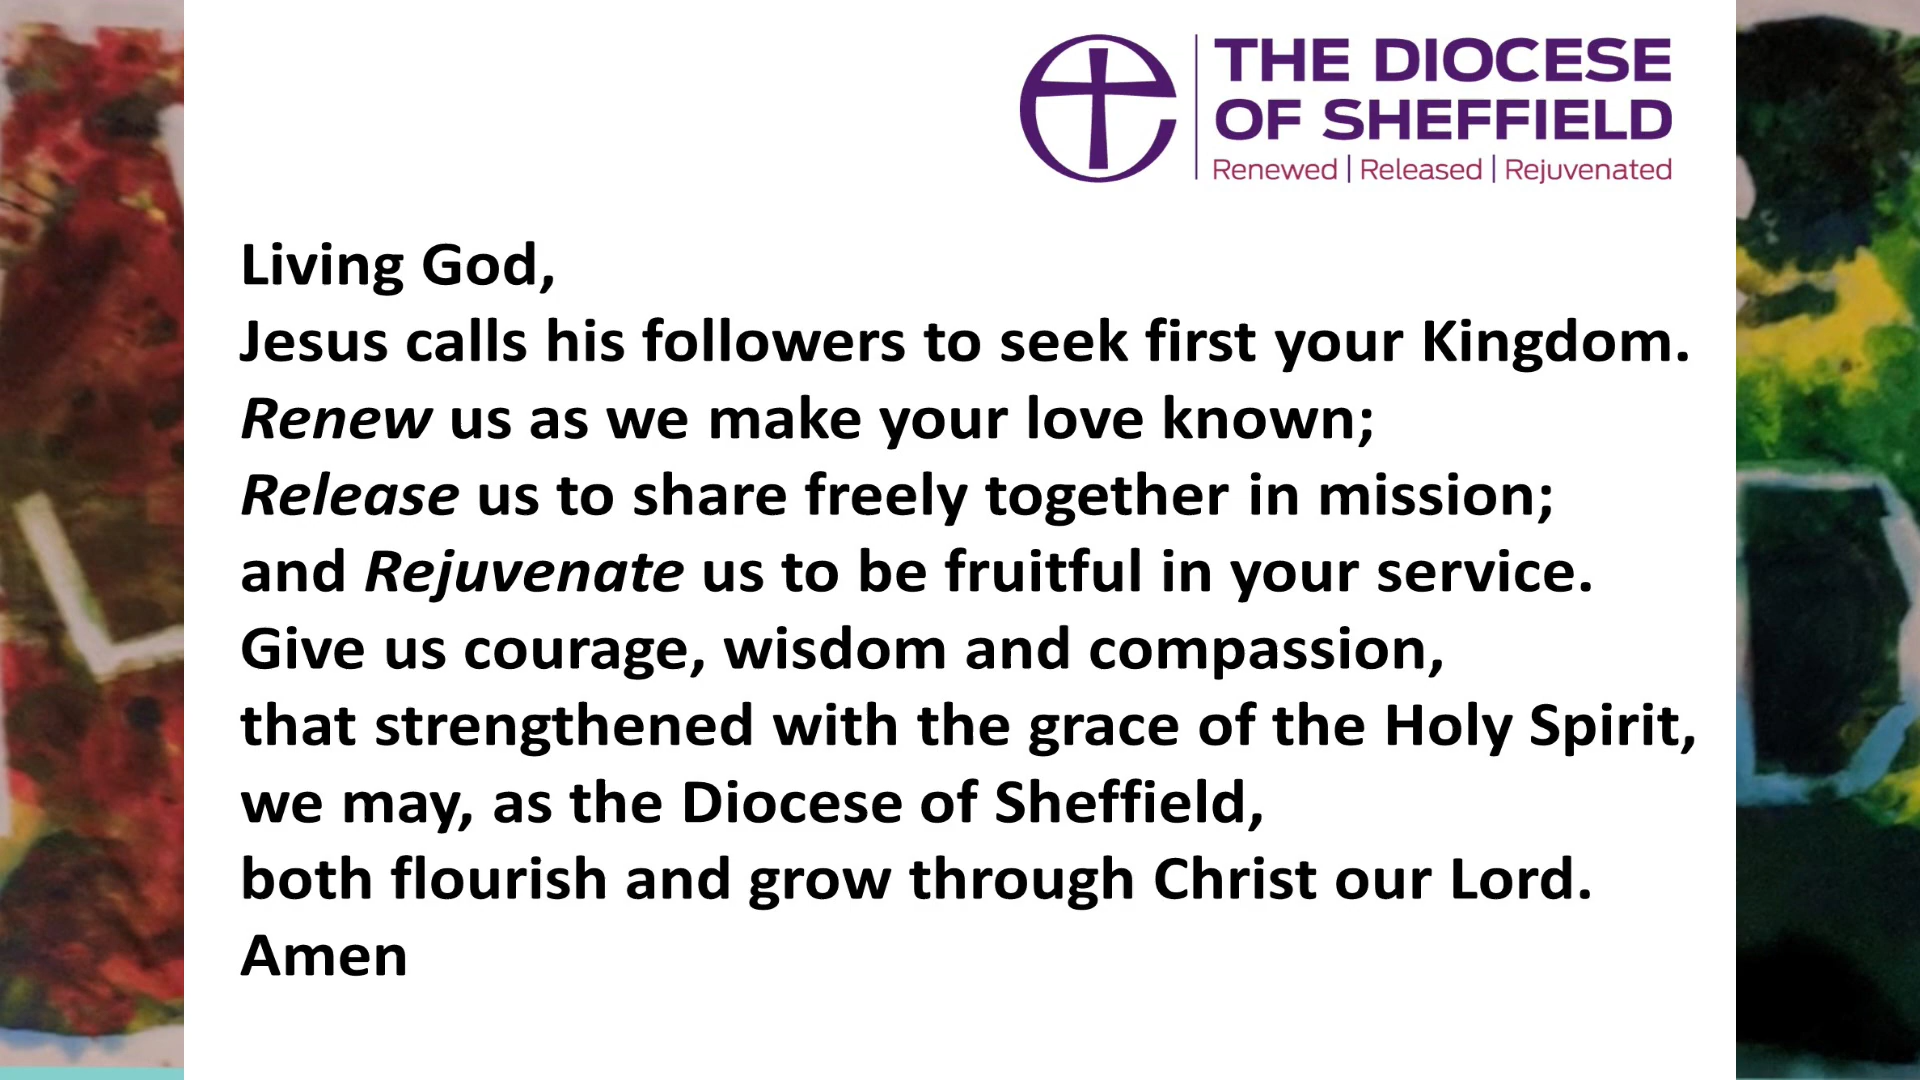 THE DIOCESE
OF SHEFFIELD
Renewed | Released | Rejuvenated
Living God,
Jesus calls his followers to seek first your Kingdom.
Renew us as we make your love known;
Release us to share freely together in mission;
and Rejuvenate us to be fruitful in your service.
Give us courage, wisdom and compassion,
that strengthened with the grace of the Holy Spirit,
we may, as the Diocese of Sheffield,
both flourish and grow through Christ our Lord.
Amen